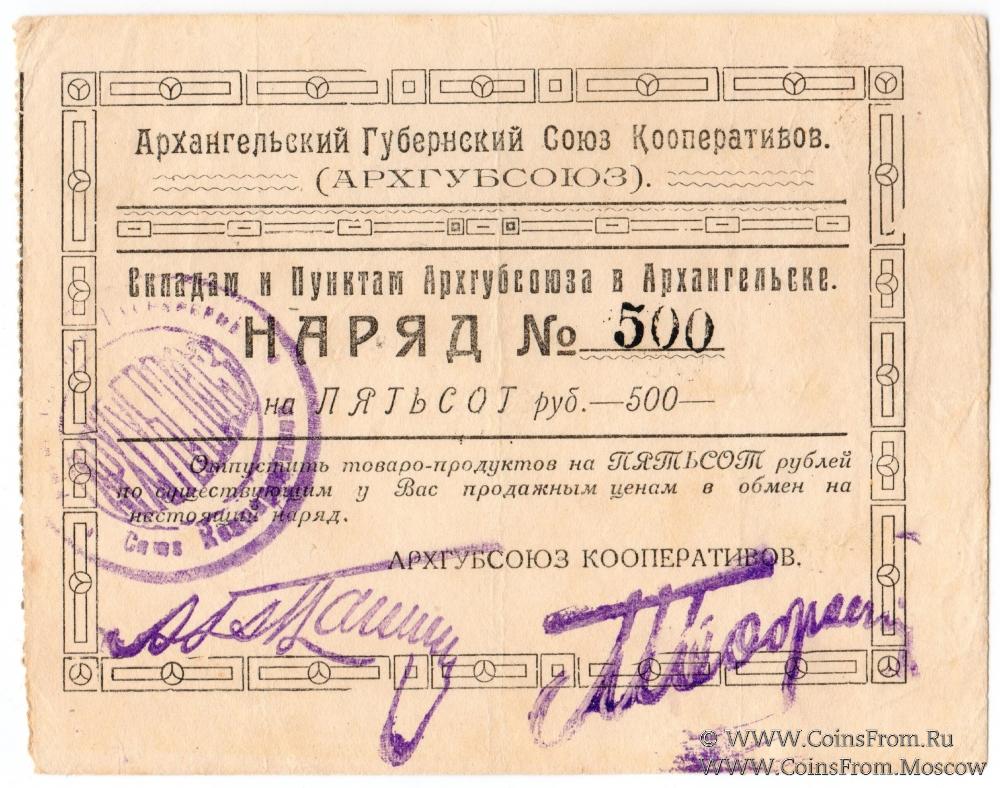 Архангельский Губернский Союз Кооперативов.
(АРХГУБСОЮЗ).
Складам и Пунктам Архгубсоюза в Архангельске.
НАРЯД № 500
на ПЯТЬСОТ руб.—500—
Отпустить товаро-продуктов на ПЯТЬСОТ рублей
по существующим у Вас продажным ценам в обмен на
настоящий наряд.
АРХГУБСОЮЗ КООПЕРАТИВОВ.
Союз
© WWW.CoinsFrom.Ru
WWW.CoinsFrom.Moscow